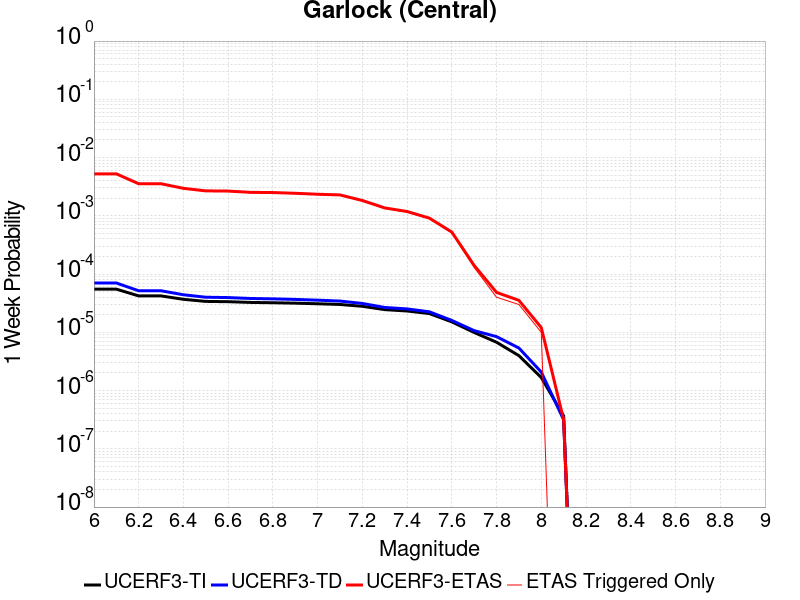 Garlock (Central)
1 Week Probability
10^0
10^-1
10^-2
10^-3
10^-4
10^-5
10^-6
10^-7
10^-8
6 6.2 6.4 6.6 6.8 7 7.2 7.4 7.6 7.8 8 8.2 8.4 8.6 8.8 9
Magnitude
UCERF3-TI UCERF3-TD UCERF3-ETAS ETAS Triggered Only